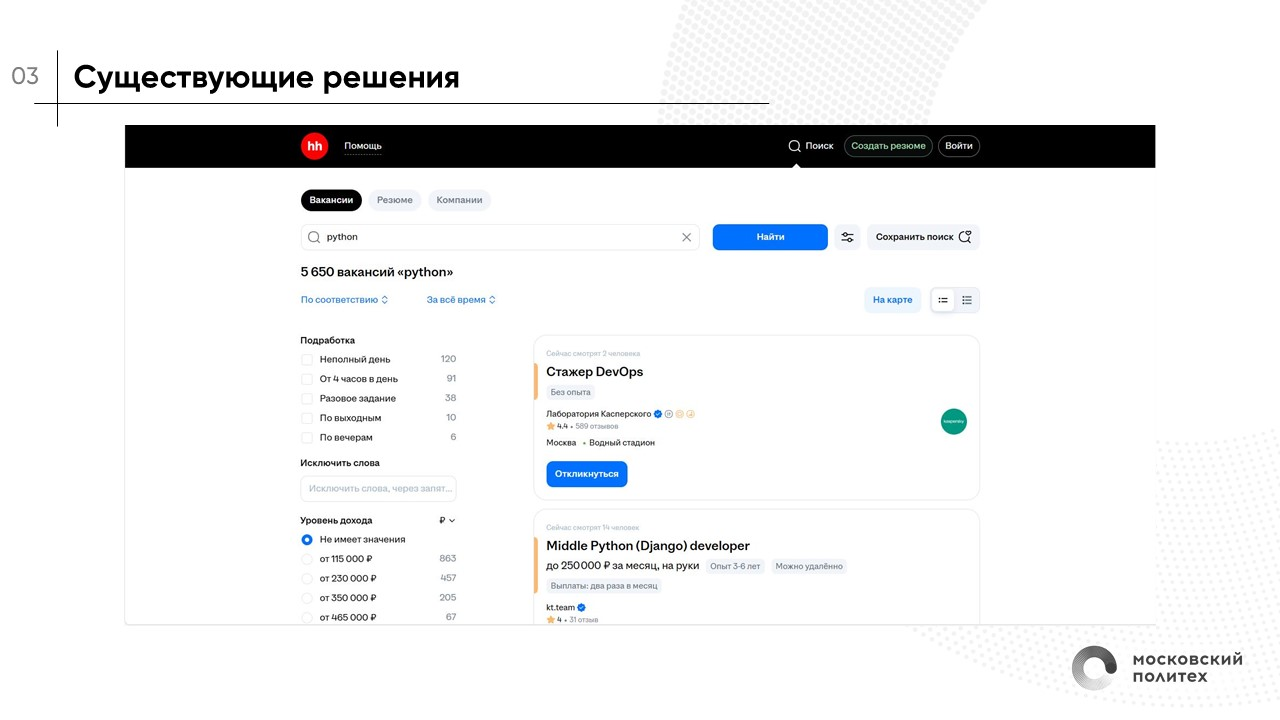 03
Существующие решения
hh Помощь Поиск Создать резюме Войти
Вакансии Резюме Компании
python Найти Сохранить поиск
5 650 вакансий «python»
По соответствию За всё время На карте
Подработка
Неполный день 120
От 4 часов в день 91
Разовое задание 38
По выходным 10
По вечерам 6
Исключить слова
Исключить слова, через запят...
Уровень дохода ₽
Не имеет значения
от 115 000 ₽ 863
от 230 000 ₽ 457
от 350 000 ₽ 205
от 465 000 ₽ 67
Сейчас смотрят 2 человека
Стажер DevOps
Без опыта
Лаборатория Касперского
4.4 • 589 отзывов
Москва • Водный стадион
kaspersky
Откликнуться
Сейчас смотрят 14 человек
Middle Python (Django) developer
до 250 000 ₽ за месяц, на руки Опыт 3-6 лет Можно удалённо
Выплаты: два раза в месяц
kt.team
4 • 31 отзыв
МОСКОВСКИЙ
ПОЛИТЕХ